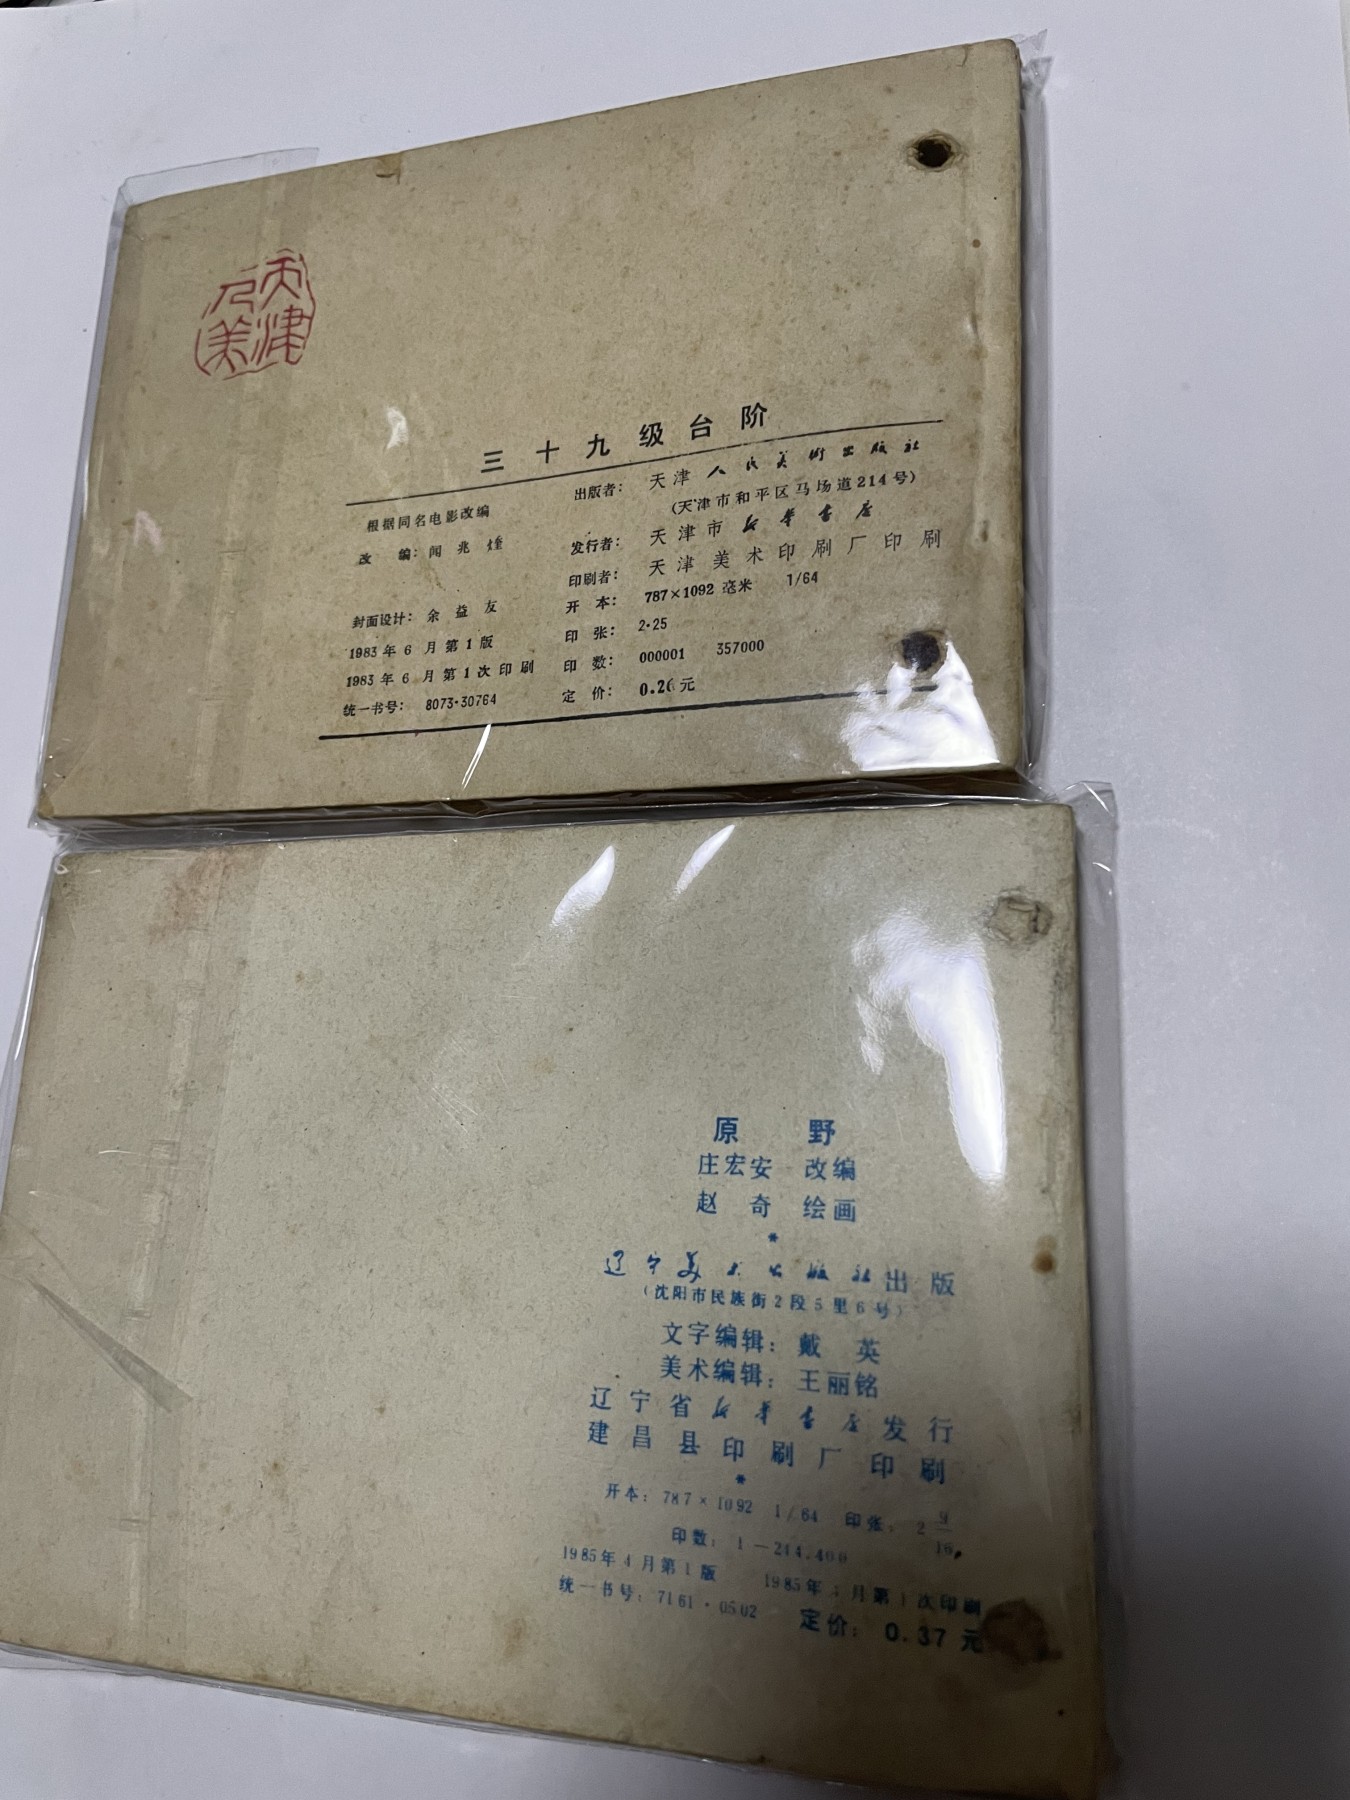 天津
人美
三十九级台阶
根据同名电影改编
改 编：闻兆
封面设计：余益友
1983年6月第1版
1983年6月第1次印刷
统一书号： 8073·30764
出版者： 天津人民美术出版社
（天津市和平区马场道214号）
发行者： 天津市新华书店
印刷者： 天津美术印刷厂印刷
开 本： 787×1092 毫米 1/64
印 张： 2·25
印 数： 000001 357000
定 价： 0.26元
原 野
庄宏安 改编
赵 奇 绘画
*
辽宁美术出版社出版
（沈阳市民族街2段5里6号）
文字编辑：戴 英
美术编辑：王丽铭
辽宁省新华书店发行
建昌县印刷厂印刷
*
开本：787×1092 1/64 印张：2 9/16
印数：1—214,400
1985年4月第1版 1985年 月第1次印刷
统一书号：7161·0502 定价：0.37元